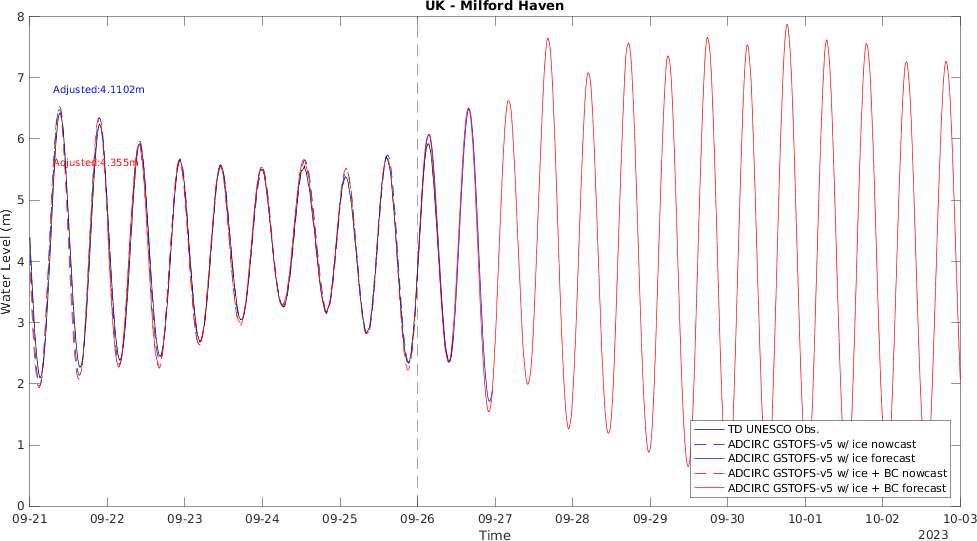 UK - Milford Haven
8
7
6
5
4
3
2
1
0
Water Level (m)
Adjusted:4.1102m
Adjusted:4.355m
TD UNESCO Obs.
ADCIRC GSTOFS-v5 w/ ice nowcast
ADCIRC GSTOFS-v5 w/ ice forecast
ADCIRC GSTOFS-v5 w/ ice + BC nowcast
ADCIRC GSTOFS-v5 w/ ice + BC forecast
09-21 09-22 09-23 09-24 09-25 09-26 09-27 09-28 09-29 09-30 10-01 10-02 10-03
Time
2023